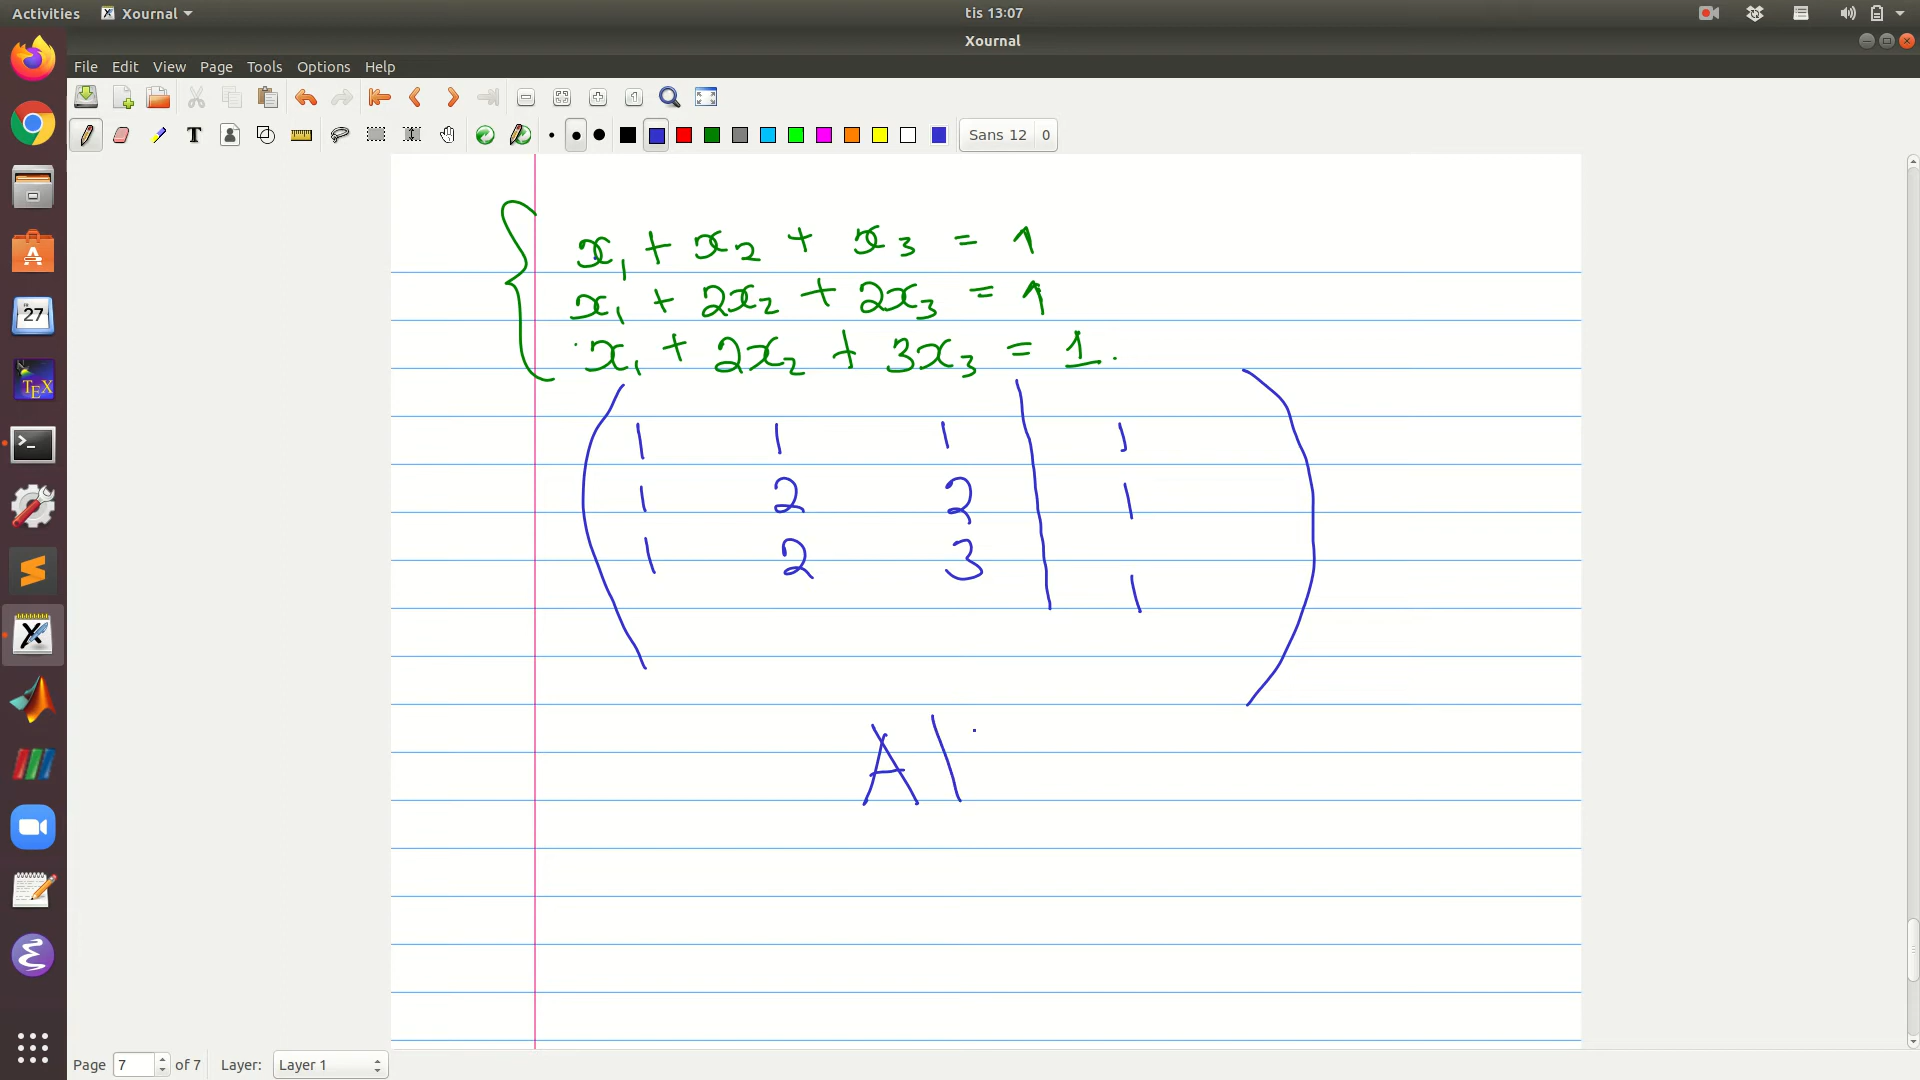 Activities Xournal tis 13:07
Xournal
File Edit View Page Tools Options Help
T Sans 12 0
x₁ + x₂ + x₃ = 1
x₁ + 2x₂ + 2x₃ = 1
x₁ + 2x₂ + 3x₃ = 1.
1 1 1 | 1
1 2 2 | 1
1 2 3 | 1
A |
27
TEX
Page 7 of 7 Layer: Layer 1